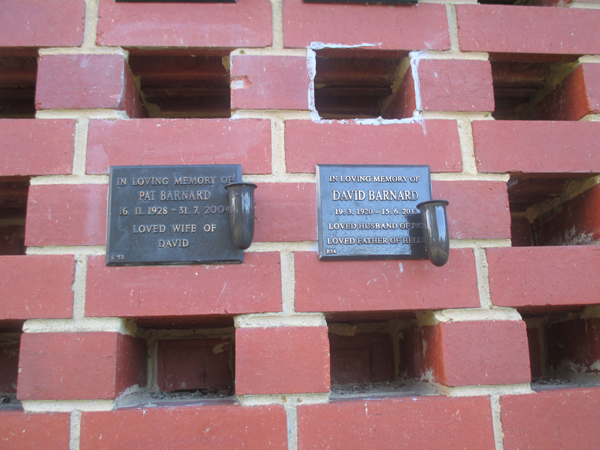 IN LOVING MEMORY OF
PAT BARNARD
16. 11. 1928 - 31. 7. 2004
LOVED WIFE OF
DAVID
IN LOVING MEMORY OF
DAVID BARNARD
19. 3. 1920 - 15. 6.
LOVED HUSBAND OF
LOVED FATHER OF